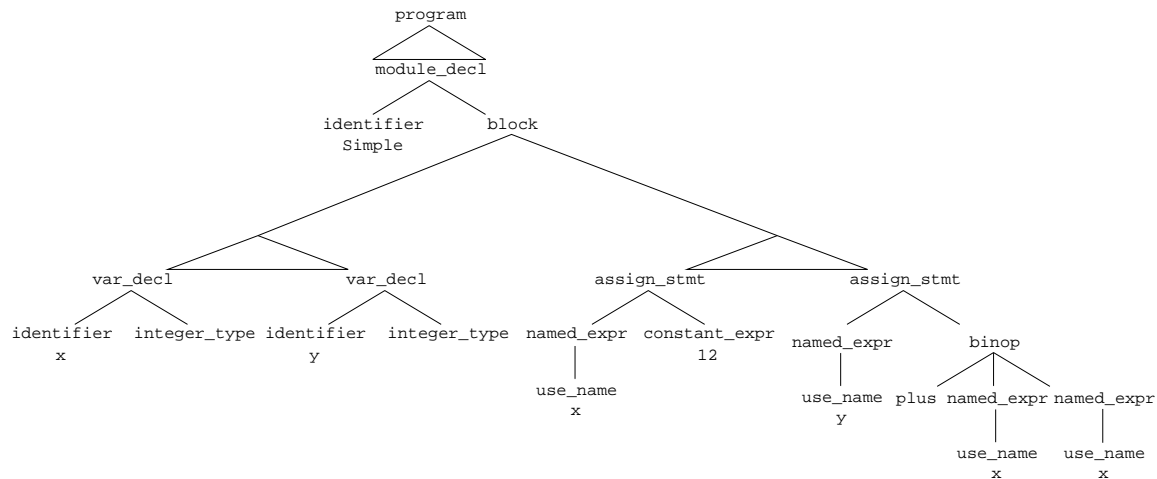 program
module_decl
identifier block
Simple
var_decl var_decl assign_stmt assign_stmt
identifier integer_type identifier integer_type named_expr constant_expr named_expr binop
x y 12
use_name use_name plus named_expr named_expr
x y
use_name use_name
x x